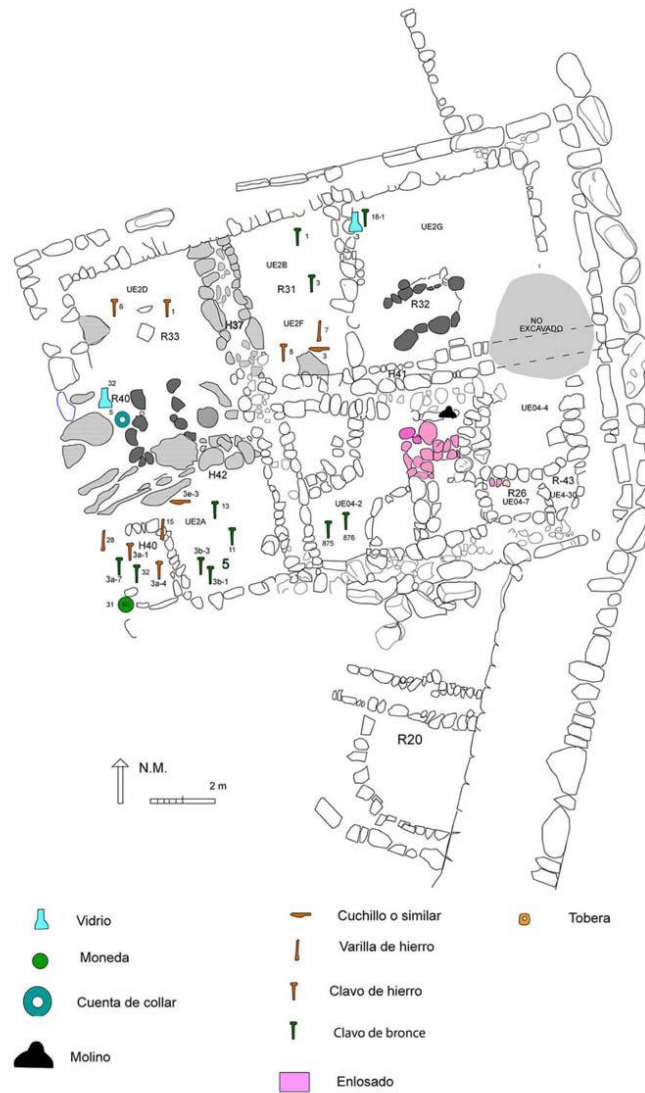 18-1
3
UE2G
1
UE2B
UE2D
3
R31
6
1
R32
R33
H37
UE2F
7
NO
EXCAVADO
8
3
H41
32
R40
5
UE04-4
H42
3e-3
13
R-43
R26
UE04-7
UE4-30
15
UE2A
UE04-2
28
H40
11
875
876
3a-1
3b-3
5
3a-7
32
3a-4
3b-1
31
R20
N.M.
2 m
Vidrio
Cuchillo o similar
Tobera
Moneda
Varilla de hierro
Cuenta de collar
Clavo de hierro
Molino
Clavo de bronce
Enlosado